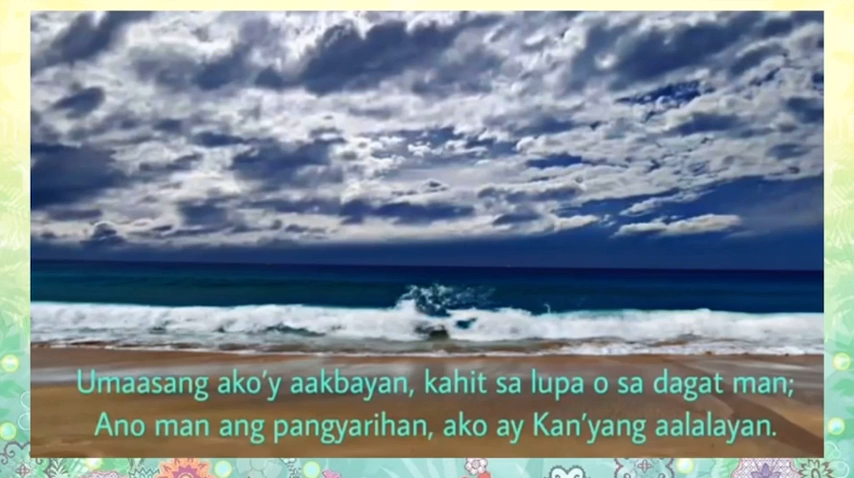 Umaasang ako'y aakbayan, kahit sa lupa o sa dagat man;
Ano man ang pangyarihan, ako ay Kan'yang aalalayan.